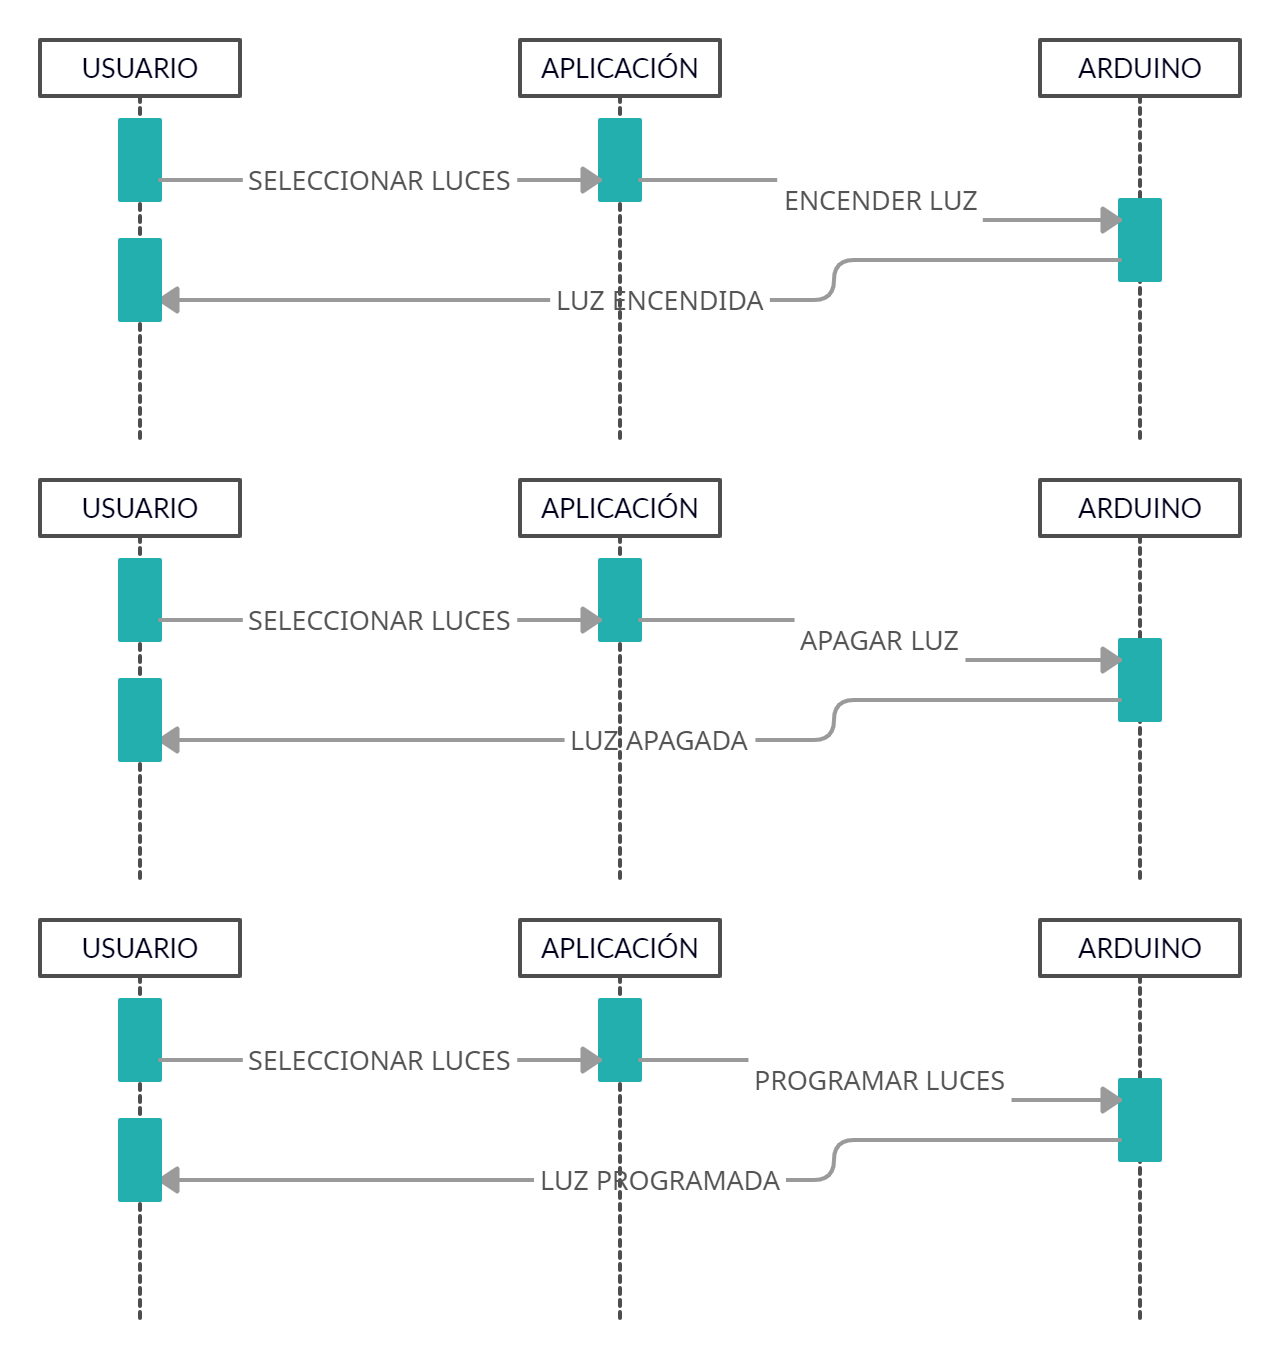 USUARIO
APLICACIÓN
ARDUINO
SELECCIONAR LUCES
ENCENDER LUZ
LUZ ENCENDIDA
USUARIO
APLICACIÓN
ARDUINO
SELECCIONAR LUCES
APAGAR LUZ
LUZ APAGADA
USUARIO
APLICACIÓN
ARDUINO
SELECCIONAR LUCES
PROGRAMAR LUCES
LUZ PROGRAMADA